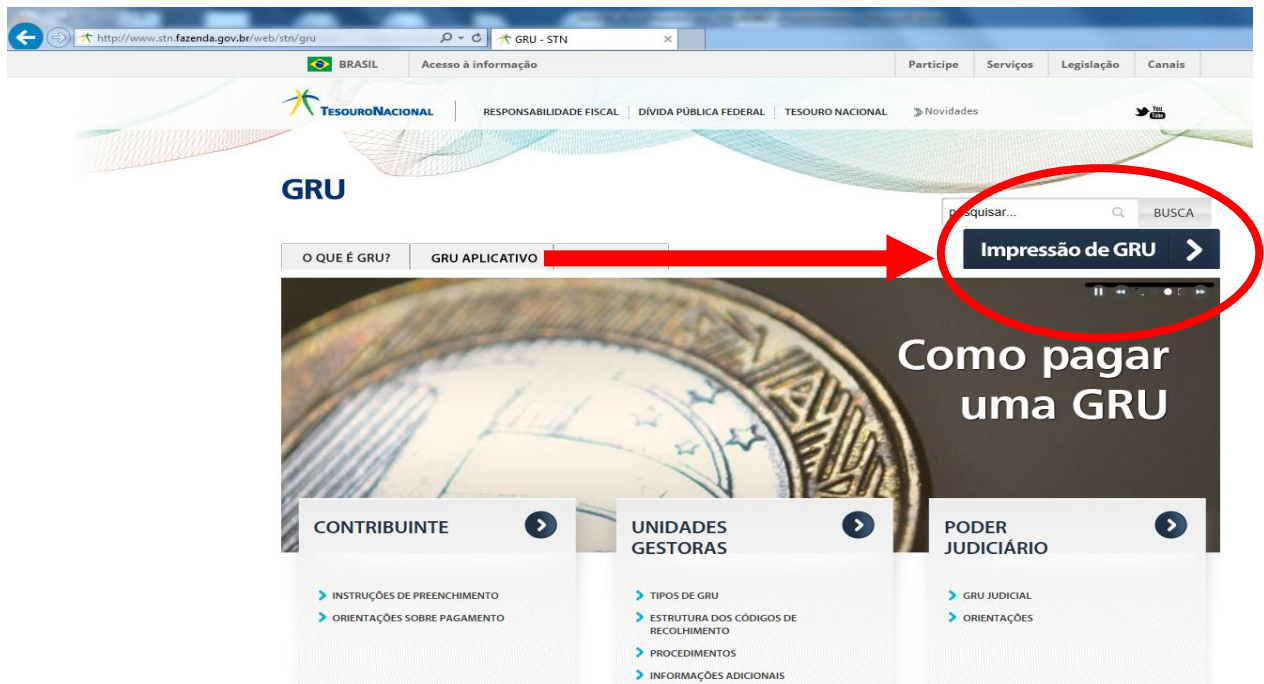 http://www.stn.fazenda.gov.br/web/stn/gru
GRU - STN
BRASIL Acesso à informação Participe Serviços Legislação Canais
TESOURONACIONAL RESPONSABILIDADE FISCAL DÍVIDA PÚBLICA FEDERAL TESOURO NACIONAL Novidades You Tube
GRU
pesquisar... BUSCA
O QUE É GRU? GRU APLICATIVO Impressão de GRU
Como pagar
uma GRU
CONTRIBUINTE
INSTRUÇÕES DE PREENCHIMENTO
ORIENTAÇÕES SOBRE PAGAMENTO
UNIDADES
GESTORAS
TIPOS DE GRU
ESTRUTURA DOS CÓDIGOS DE
RECOLHIMENTO
PROCEDIMENTOS
INFORMAÇÕES ADICIONAIS
PODER
JUDICIÁRIO
GRU JUDICIAL
ORIENTAÇÕES